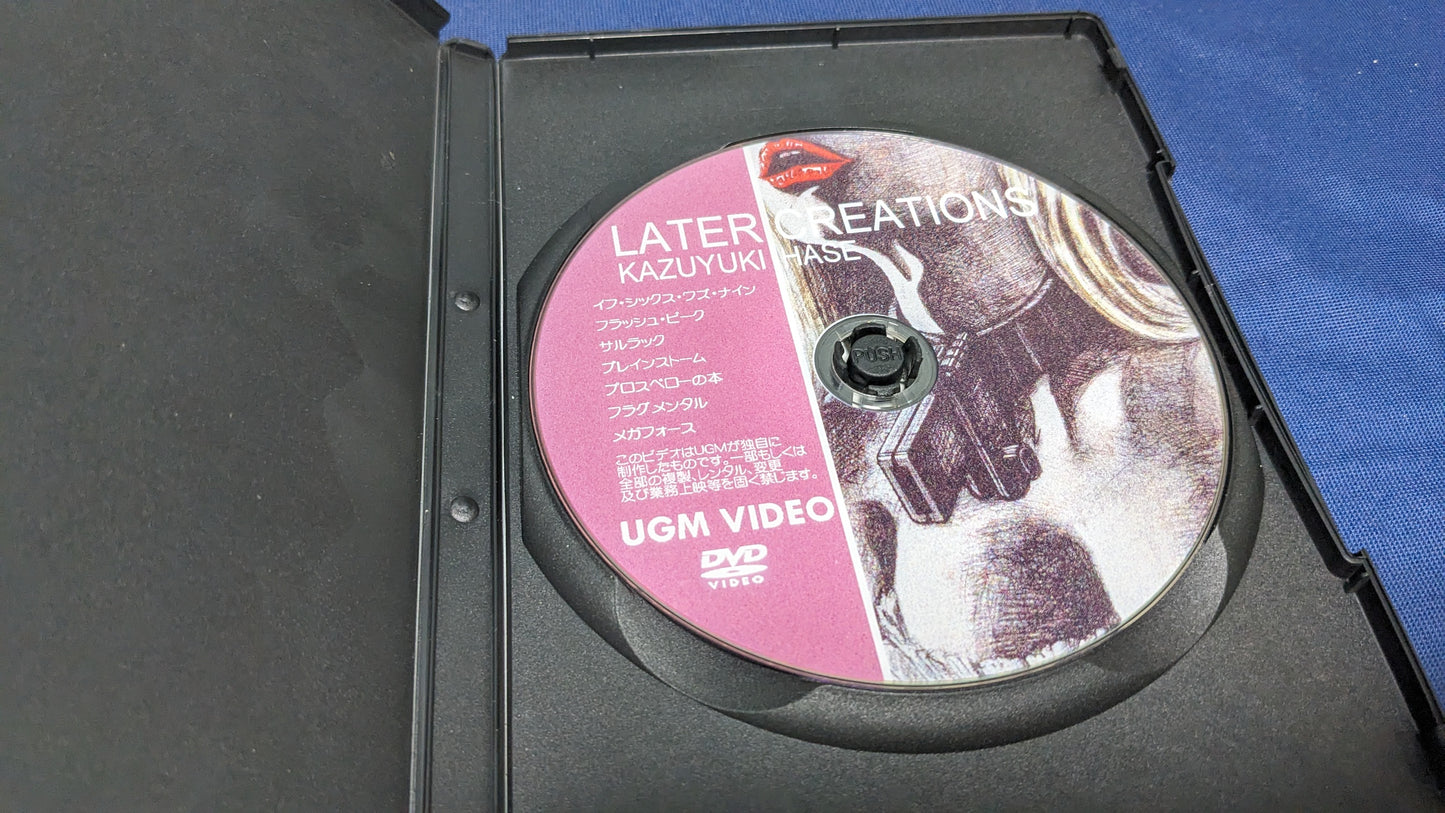 LATER CREATIONS
KAZUYUKI HASE
イフ・シックス・ワズ・ナイン
フラッシュ・ピーク
サルラック
ブレインストーム
プロスペローの本
フラグメンタル
メガフォース
このビデオはUGMが独自に
制作したものです。一部もしくは
全部の複製、レンタル、変更
及び業務上映等を固く禁じます。
UGM VIDEO
DVD
VIDEO
PUSH